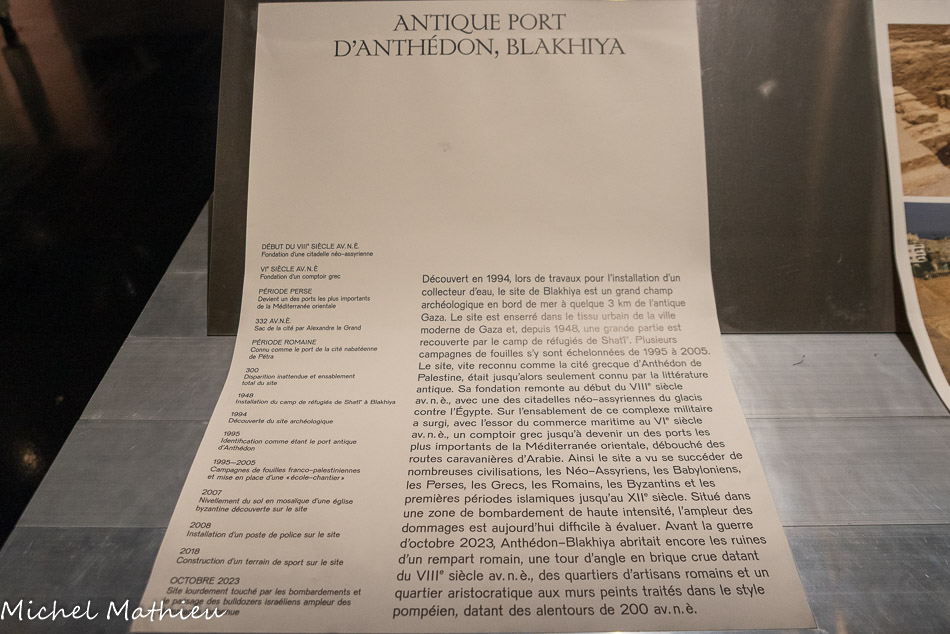 ANTIQUE PORT
D'ANTHÉDON, BLAKHIYA
DÉBUT DU VIIIᵉ SIÈCLE AV. N. È.
Fondation d'une citadelle néo-assyrienne
VIᵉ SIÈCLE AV. N. È
Fondation d'un comptoir grec
PÉRIODE PERSE
Devient un des ports les plus importants
de la Méditerranée orientale
332 AV. N. È.
Sac de la cité par Alexandre le Grand
PÉRIODE ROMAINE
Connu comme le port de la cité nabatéenne
de Pétra
300
Disparition inattendue et ensablement
total du site
1948
Installation du camp de réfugiés de Shatīʾ à Blakhiya
1994
Découverte du site archéologique
1995
Identification comme étant le port antique
d'Anthédon
1995–2005
Campagnes de fouilles franco-palestiniennes
et mise en place d'une « école-chantier »
2007
Nivellement du sol en mosaïque d'une église
byzantine découverte sur le site
2008
Installation d'un poste de police sur le site
2018
Construction d'un terrain de sport sur le site
OCTOBRE 2023
Site lourdement touché par les bombardements et
le passage des bulldozers israéliens ampleur des
Découvert en 1994, lors de travaux pour l'installation d'un
collecteur d'eau, le site de Blakhiya est un grand champ
archéologique en bord de mer à quelque 3 km de l'antique
Gaza. Le site est enserré dans le tissu urbain de la ville
moderne de Gaza et, depuis 1948, une grande partie est
recouverte par le camp de réfugiés de Shatīʾ. Plusieurs
campagnes de fouilles s'y sont échelonnées de 1995 à 2005.
Le site, vite reconnu comme la cité grecque d'Anthédon de
Palestine, était jusqu'alors seulement connu par la littérature
antique. Sa fondation remonte au début du VIIIᵉ siècle
av. n. è., avec une des citadelles néo-assyriennes du glacis
contre l'Égypte. Sur l'ensablement de ce complexe militaire
a surgi, avec l'essor du commerce maritime au VIᵉ siècle
av. n. è., un comptoir grec jusqu'à devenir un des ports les
plus importants de la Méditerranée orientale, débouché des
routes caravanières d'Arabie. Ainsi le site a vu se succéder de
nombreuses civilisations, les Néo-Assyriens, les Babyloniens,
les Perses, les Grecs, les Romains, les Byzantins et les
premières périodes islamiques jusqu'au XIIᵉ siècle. Situé dans
une zone de bombardement de haute intensité, l'ampleur des
dommages est aujourd'hui difficile à évaluer. Avant la guerre
d'octobre 2023, Anthédon-Blakhiya abritait encore les ruines
d'un rempart romain, une tour d'angle en brique crue datant
du VIIIᵉ siècle av. n. è., des quartiers d'artisans romains et un
quartier aristocratique aux murs peints traités dans le style
pompéien, datant des alentours de 200 av. n. è.
Michel Mathieu